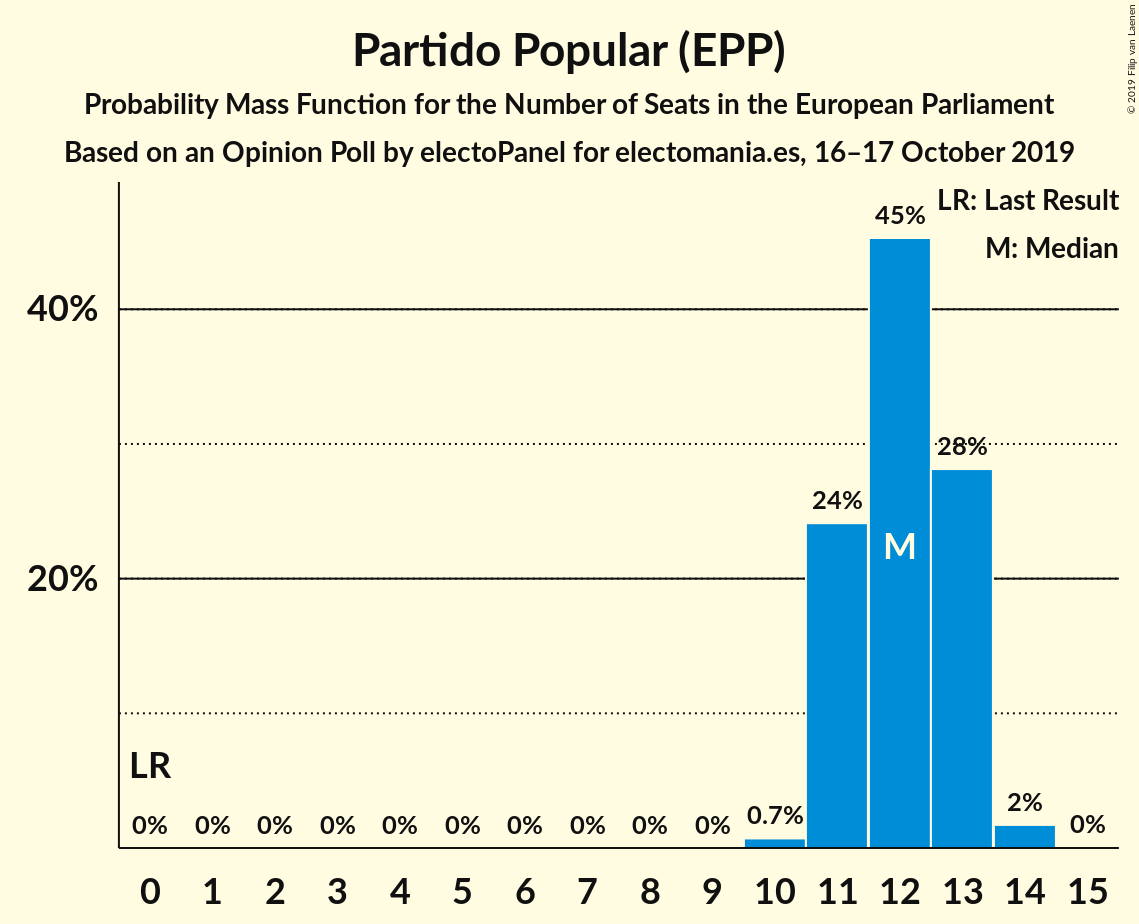 Partido Popular (EPP)
Probability Mass Function for the Number of Seats in the European Parliament
Based on an Opinion Poll by electoPanel for electomania.es, 16–17 October 2019
© 2019 Filip van Laenen
LR: Last Result
M: Median
45%
40%
28%
24%
M
20%
LR
0% 0% 0% 0% 0% 0% 0% 0% 0% 0% 0.7% 2% 0%
0 1 2 3 4 5 6 7 8 9 10 11 12 13 14 15